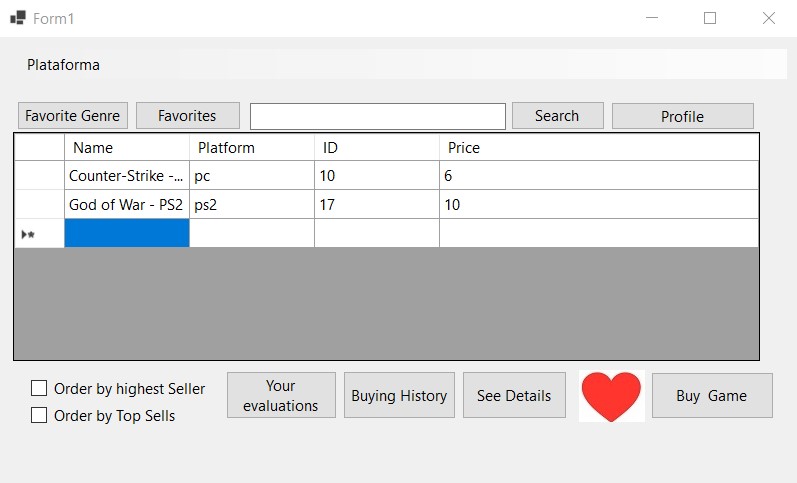 Form1
Plataforma
Favorite Genre Favorites Search Profile
Name Platform ID Price
Counter-Strike -... pc 10 6
God of War - PS2 ps2 17 10
Order by highest Seller
Order by Top Sells
Your
evaluations
Buying History See Details Buy Game